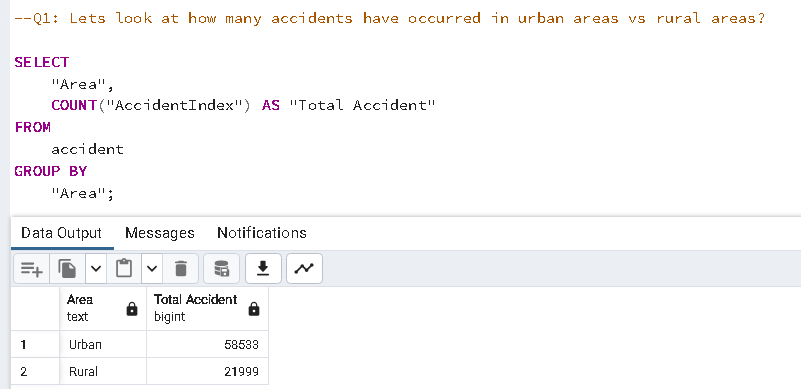 --Q1: Lets look at how many accidents have occurred in urban areas vs rural areas?
SELECT
"Area",
COUNT("AccidentIndex") AS "Total Accident"
FROM
accident
GROUP BY
"Area";
Data Output Messages Notifications
Area Total Accident
text bigint
1 Urban 58533
2 Rural 21999